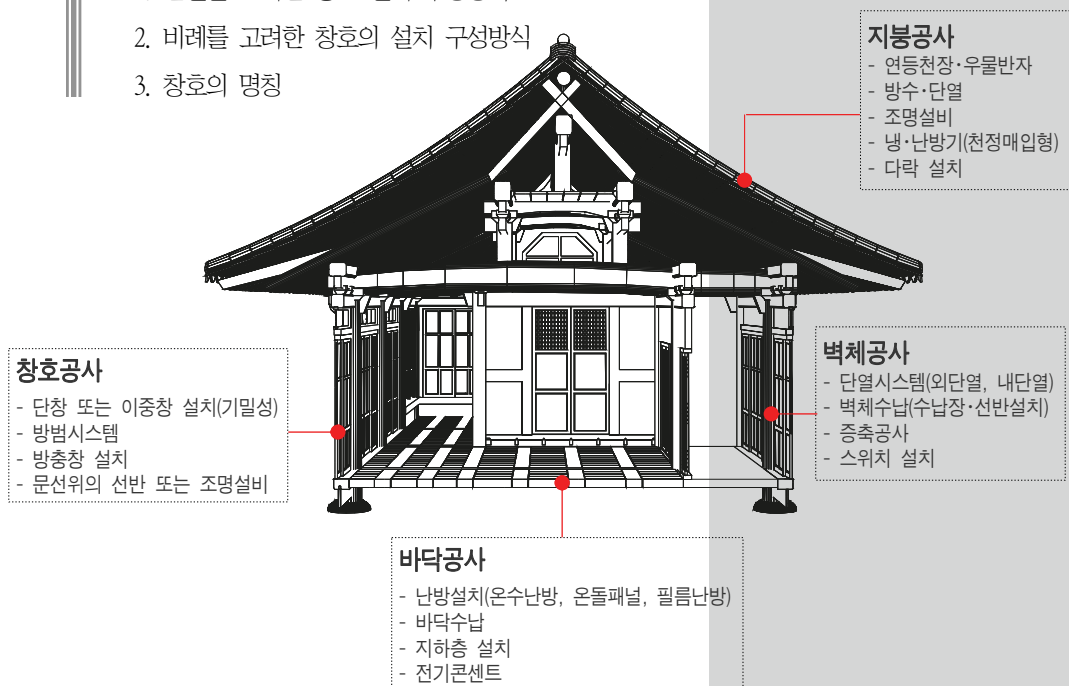 2. 비례를 고려한 창호의 설치 구성방식
3. 창호의 명칭
지붕공사
- 연등천장·우물반자
- 방수·단열
- 조명설비
- 냉·난방기(천정매입형)
- 다락 설치
창호공사
- 단창 또는 이중창 설치(기밀성)
- 방범시스템
- 방충창 설치
- 문선위의 선반 또는 조명설비
벽체공사
- 단열시스템(외단열, 내단열)
- 벽체수납(수납장·선반설치)
- 증축공사
- 스위치 설치
바닥공사
- 난방설치(온수난방, 온돌패널, 필름난방)
- 바닥수납
- 지하층 설치
- 전기콘센트